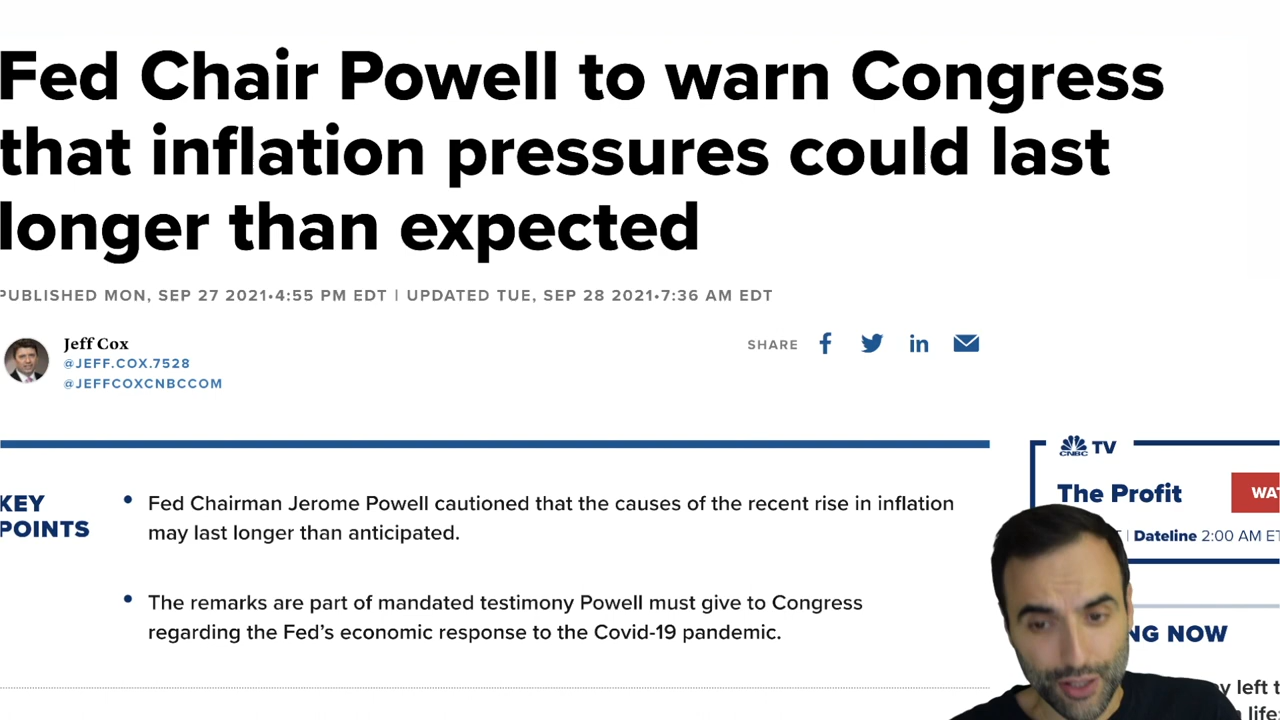 Fed Chair Powell to warn Congress
that inflation pressures could last
longer than expected
PUBLISHED MON, SEP 27 2021•4:55 PM EDT | UPDATED TUE, SEP 28 2021•7:36 AM EDT
Jeff Cox
@JEFF.COX.7528
@JEFFCOXCNBCCOM
SHARE
KEY
POINTS
• Fed Chairman Jerome Powell cautioned that the causes of the recent rise in inflation
may last longer than anticipated.
• The remarks are part of mandated testimony Powell must give to Congress
regarding the Fed's economic response to the Covid-19 pandemic.
CNBC TV
The Profit
| Dateline 2:00 AM
NOW
left